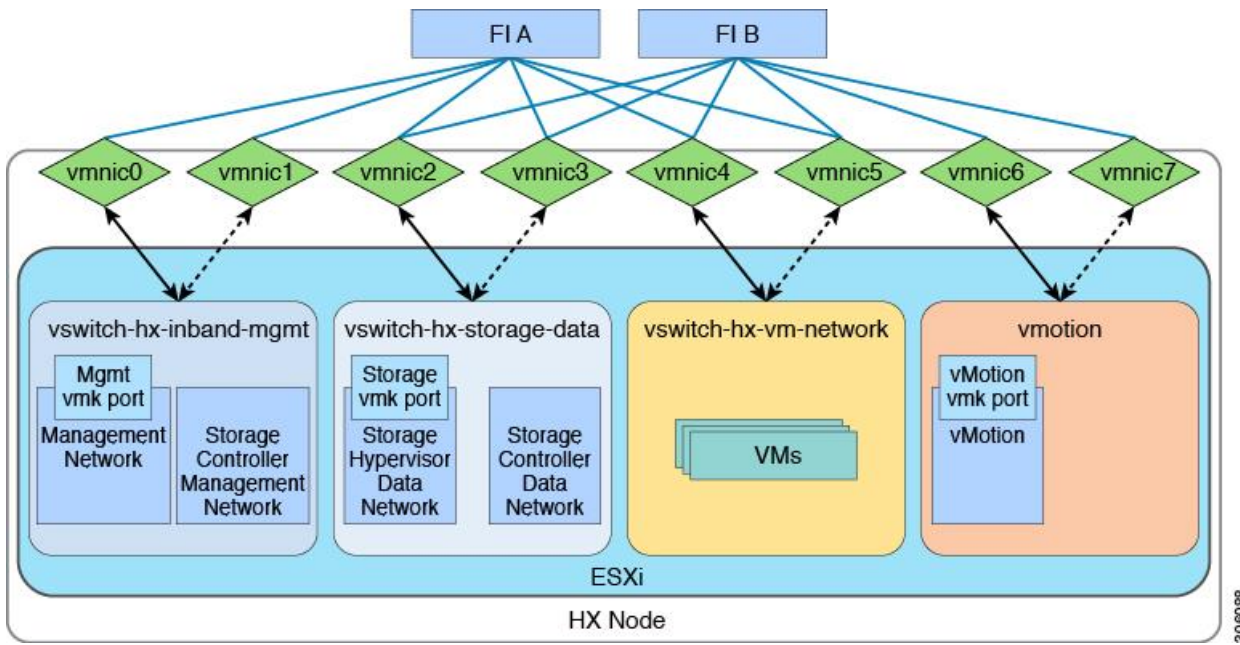 FI A
FI B
vmnic0
vmnic1
vmnic2
vmnic3
vmnic4
vmnic5
vmnic6
vmnic7
vswitch-hx-inband-mgmt
Mgmt
vmk port
Management
Network
Storage
Controller
Management
Network
vswitch-hx-storage-data
Storage
vmk port
Storage
Hypervisor
Data
Network
Storage
Controller
Data
Network
vswitch-hx-vm-network
VMs
vmotion
vMotion
vmk port
vMotion
ESXi
HX Node